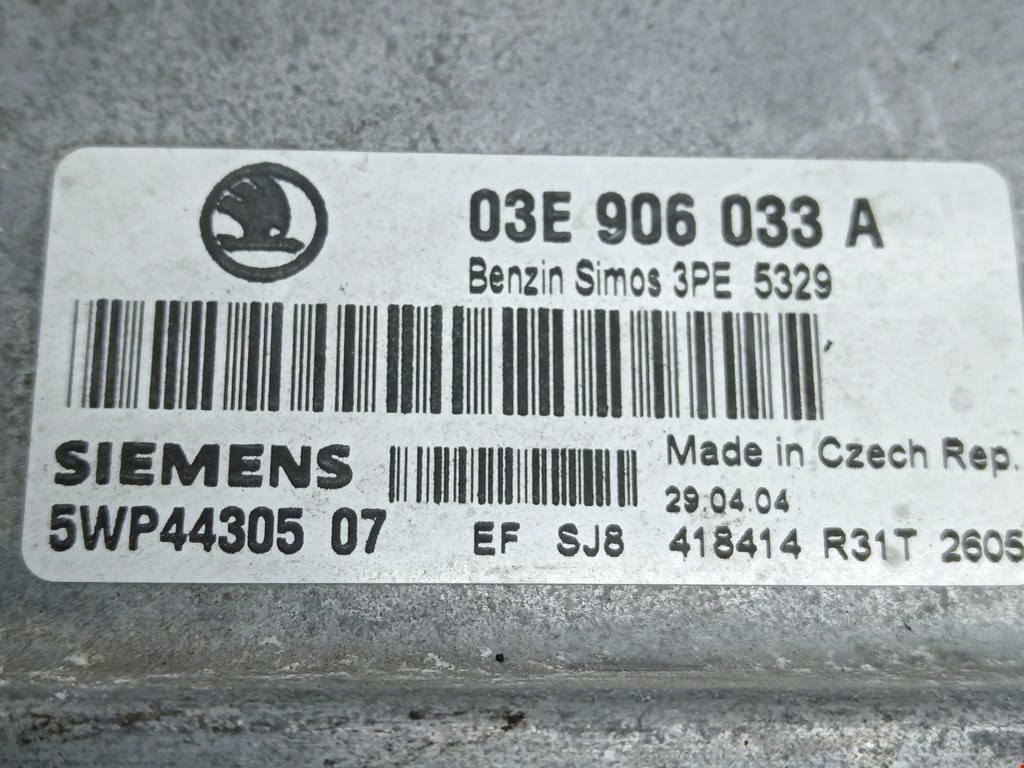 03E 906 033 A
Benzin Simos 3PE 5329
SIEMENS
Made in Czech Rep.
29.04.04
5WP44305 07
EF SJ8 418414 R31T 2605